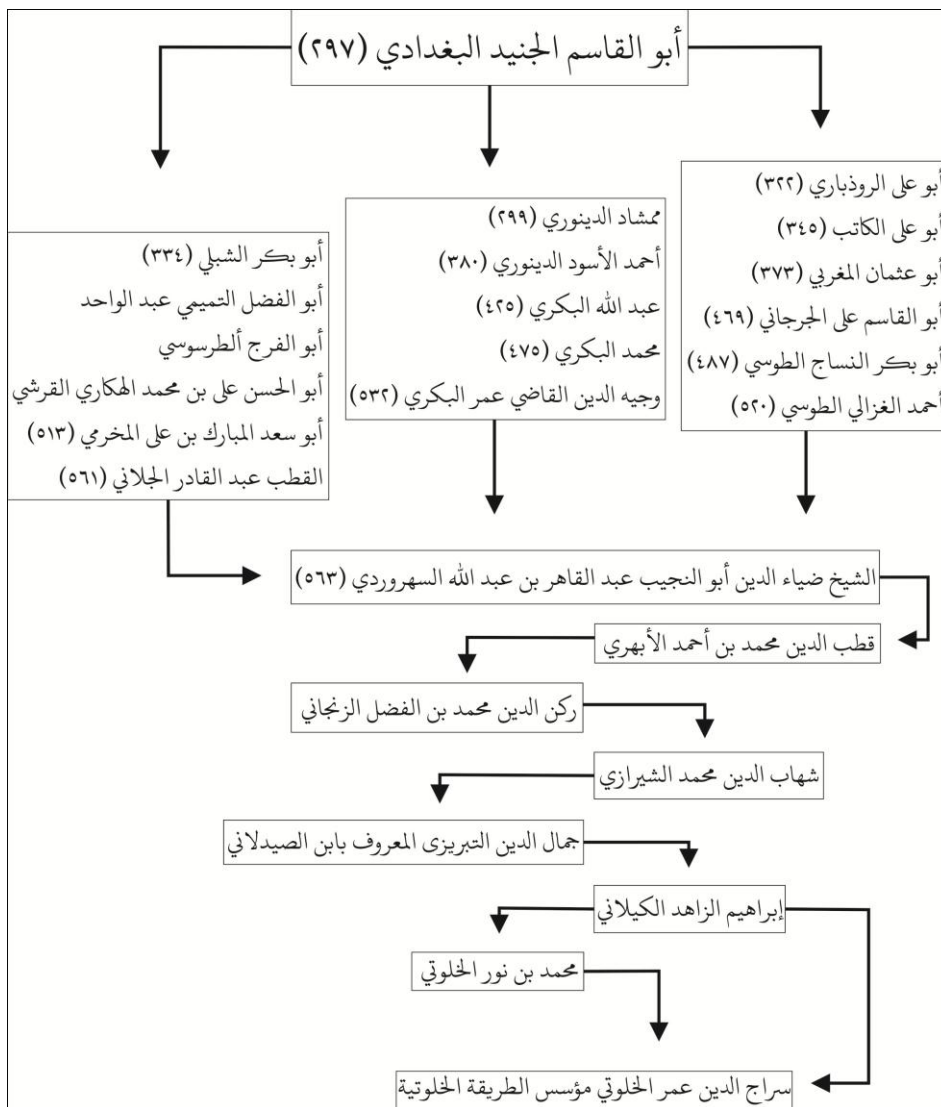 أبو القاسم الجنيد البغدادي (٢٩٧)
أبو على الروذباري (٣٢٢)
أبو على الكاتب (٣٤٥)
أبو عثمان المغربي (٣٧٣)
أبو القاسم على الجرجاني (٤٦٩)
أبو بكر النساج الطوسي (٤٨٧)
أحمد الغزالي الطوسي (٥٢٠)
ممشاد الدينوري (٢٩٩)
أحمد الأسود الدينوري (٣٨٠)
عبد الله البكري (٤٢٥)
محمد البكري (٤٧٥)
وجيه الدين القاضي عمر البكري (٥٣٢)
أبو بكر الشبلي (٣٣٤)
أبو الفضل التميمي عبد الواحد
أبو الفرج ألطرسوسي
أبو الحسن على بن محمد الهكاري القرشي
أبو سعد المبارك بن على المخرمي (٥١٣)
القطب عبد القادر الجلاني (٥٦١)
الشيخ ضياء الدين أبو النجيب عبد القاهر بن عبد الله السهروردي (٥٦٣)
قطب الدين محمد بن أحمد الأبهري
ركن الدين محمد بن الفضل الزنجاني
شهاب الدين محمد الشيرازي
جمال الدين التبريزى المعروف بابن الصيدلاني
إبراهيم الزاهد الكيلاني
محمد بن نور الخلوتي
سراج الدين عمر الخلوتي مؤسس الطريقة الخلوتية